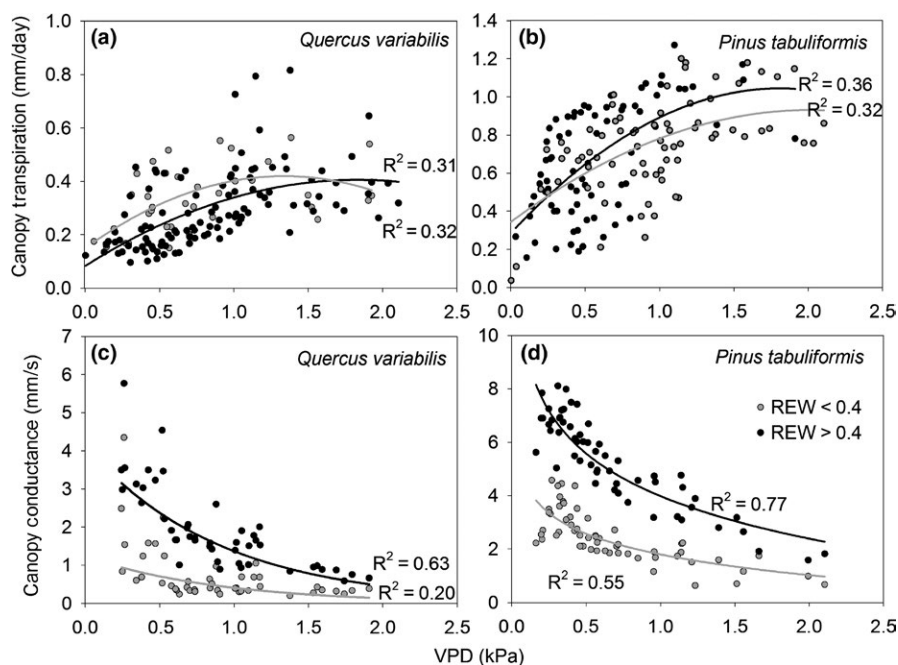 (a)
Quercus variabilis
Canopy transpiration (mm/day)
1.0
0.8
0.6
0.4
0.2
0.0
R² = 0.31
R² = 0.32
0.0 0.5 1.0 1.5 2.0 2.5
(b)
Pinus tabuliformis
1.4
1.2
1.0
0.8
0.6
0.4
0.2
0.0
R² = 0.36
R² = 0.32
0.0 0.5 1.0 1.5 2.0 2.5
(c)
Quercus variabilis
Canopy conductance (mm/s)
7
6
5
4
3
2
1
0
R² = 0.63
R² = 0.20
0.0 0.5 1.0 1.5 2.0 2.5
(d)
Pinus tabuliformis
10
8
6
4
2
0
REW < 0.4
REW > 0.4
R² = 0.77
R² = 0.55
0.0 0.5 1.0 1.5 2.0 2.5
VPD (kPa)